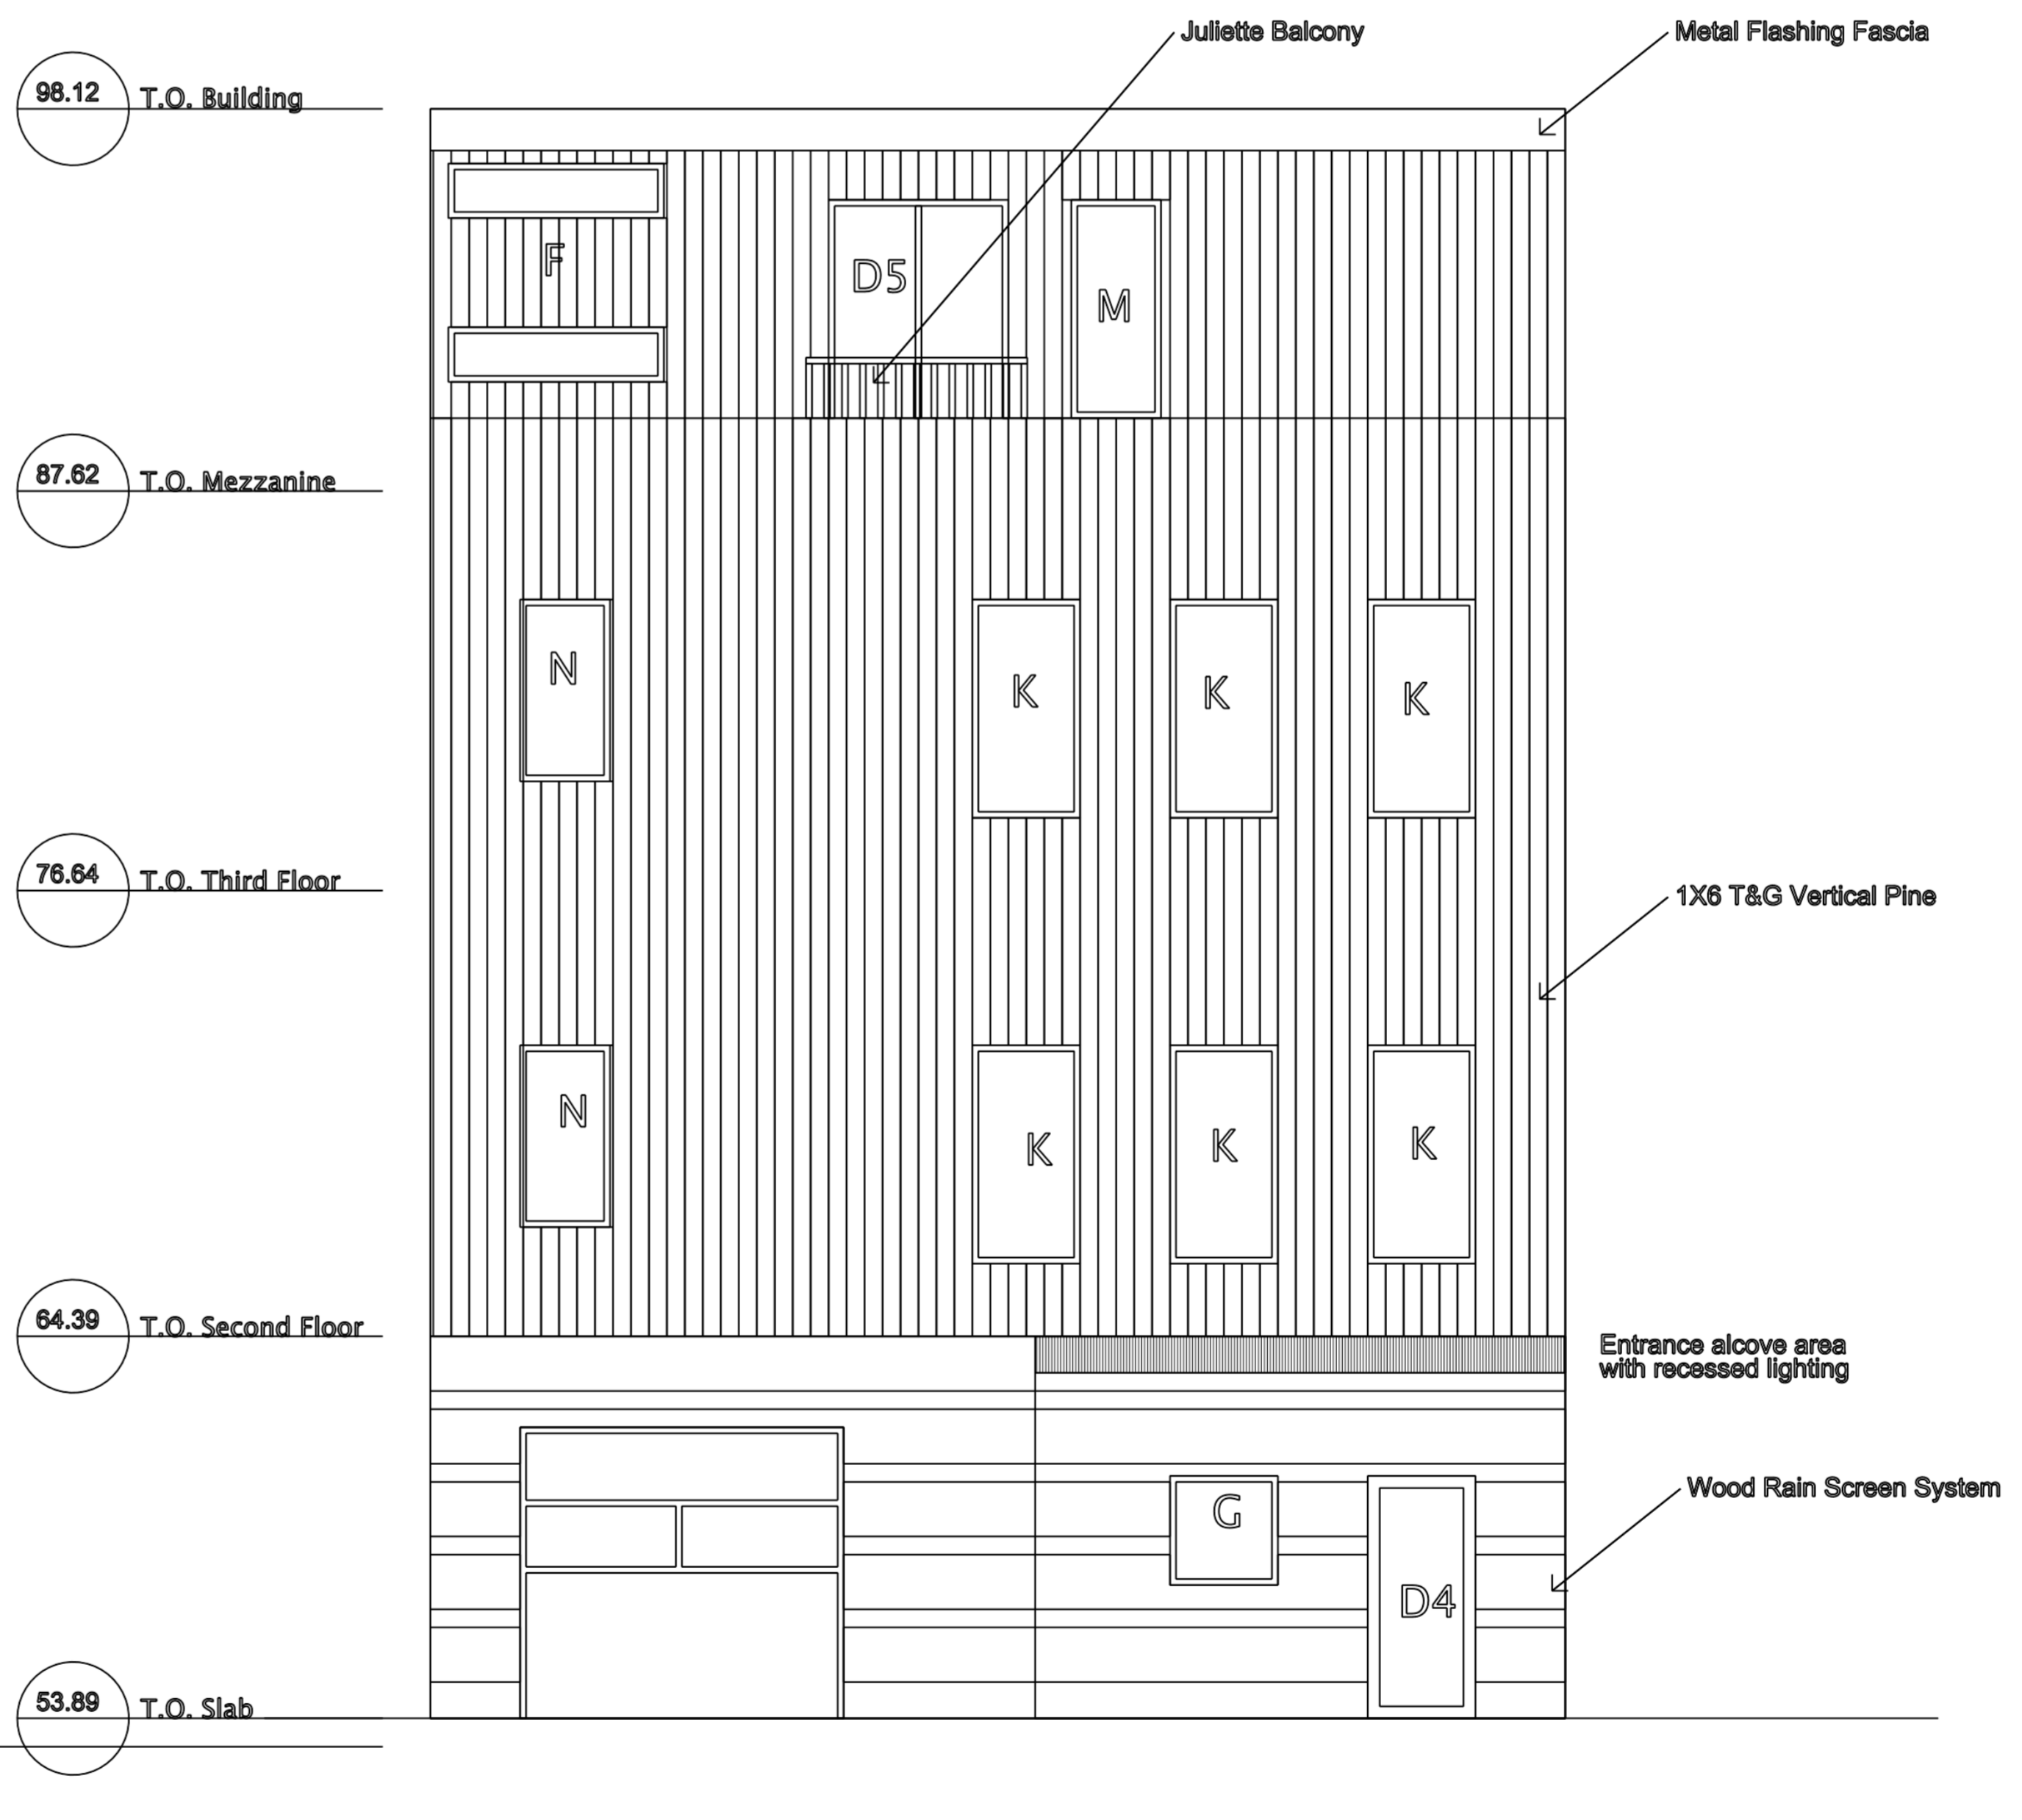 Juliette Balcony
Metal Flashing Fascia
98.12
T.O. Building
F
D5
M
87.62
T.O. Mezzanine
N
K
K
K
76.64
T.O. Third Floor
1X6 T&G Vertical Pine
N
K
K
K
64.39
T.O. Second Floor
Entrance alcove area
with recessed lighting
G
Wood Rain Screen System
D4
53.89
T.O. Slab